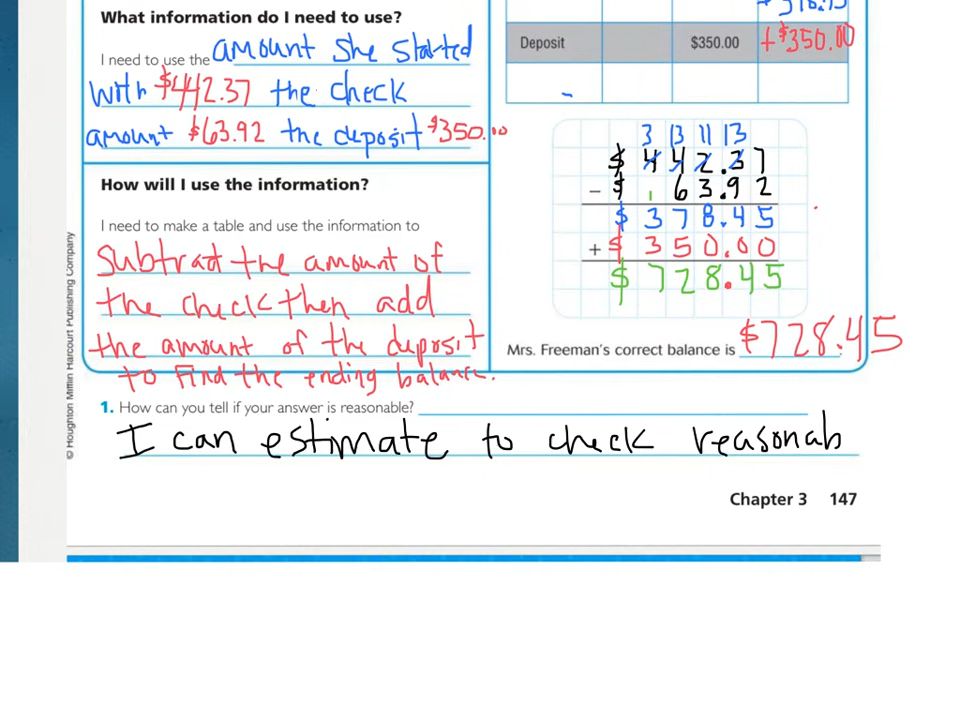 What information do I need to use?
I need to use the amount she started
with $442.37 the check
amount $63.92 the deposit $350.00
How will I use the information?
I need to make a table and use the information to
Subtract the amount of
the check then add
the amount of the deposit
to find the ending balance.
Deposit $350.00 +$350.00
3 13 11 13
$ 442.37
- $ 63.92
$ 378.45
+ $ 350.00
$ 728.45
Mrs. Freeman's correct balance is $728.45
© Houghton Mifflin Harcourt Publishing Company
1. How can you tell if your answer is reasonable?
I can estimate to check reasonab
Chapter 3 147